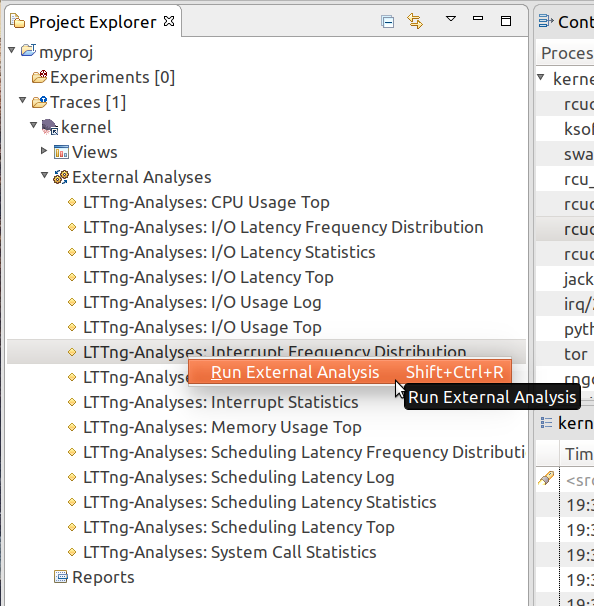 Project Explorer
myproj
Experiments [0]
Traces [1]
kernel
Views
External Analyses
LTTng-Analyses: CPU Usage Top
LTTng-Analyses: I/O Latency Frequency Distribution
LTTng-Analyses: I/O Latency Statistics
LTTng-Analyses: I/O Latency Top
LTTng-Analyses: I/O Usage Log
LTTng-Analyses: I/O Usage Top
LTTng-Analyses: Interrupt Frequency Distribution
LTTng-Analyses
Run External Analysis Shift+Ctrl+R
Run External Analysis
LTTng-Analyses: Interrupt Statistics
LTTng-Analyses: Memory Usage Top
LTTng-Analyses: Scheduling Latency Frequency Distributi
LTTng-Analyses: Scheduling Latency Log
LTTng-Analyses: Scheduling Latency Statistics
LTTng-Analyses: Scheduling Latency Top
LTTng-Analyses: System Call Statistics
Reports
Cont
Proces
kerne
rcuc
ksof
swa
rcu_
rcuc
rcuc
rcuc
jack
irq/
pyth
tor
rngc
kern
Tim
<src
19:3
19:3
19:3
19:3
19:3